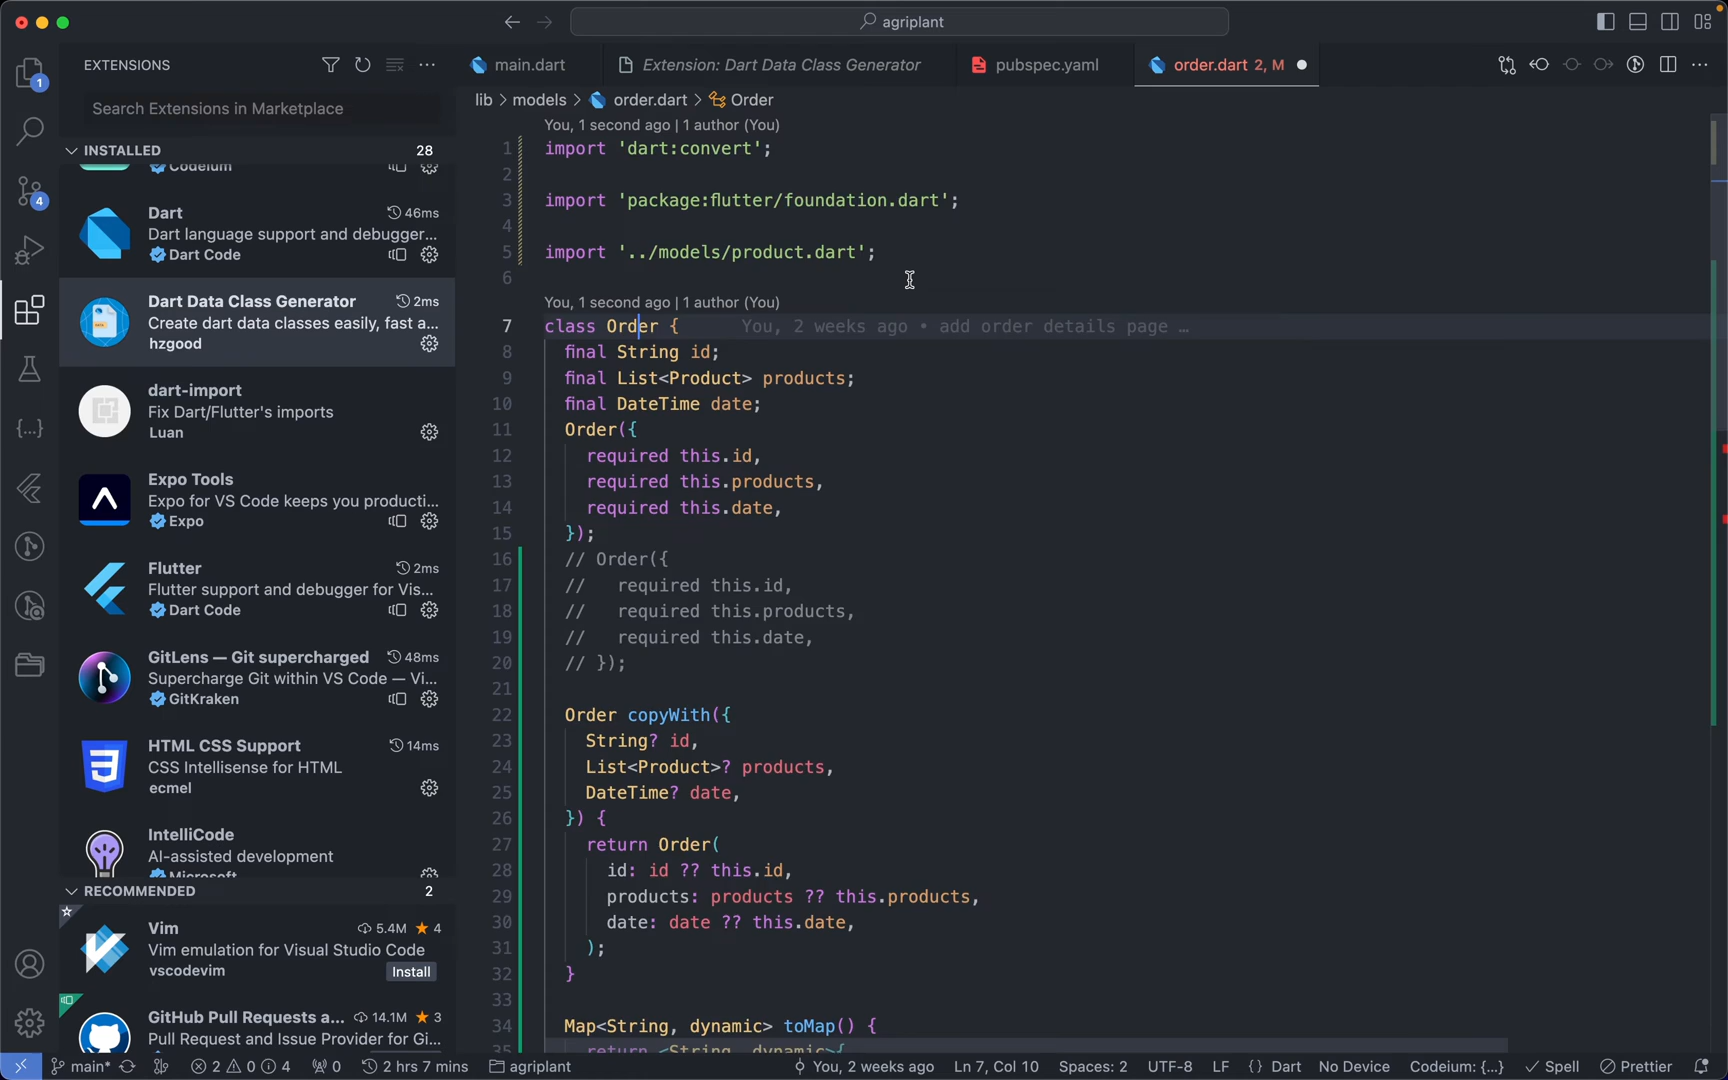 agriplant
EXTENSIONS
main.dart
Extension: Dart Data Class Generator
pubspec.yaml
order.dart 2, M
Search Extensions in Marketplace
INSTALLED 28
Codeium
Dart 46ms
Dart language support and debugger...
Dart Code
Dart Data Class Generator 2ms
Create dart data classes easily, fast a...
hzgood
dart-import
Fix Dart/Flutter's imports
Luan
Expo Tools
Expo for VS Code keeps you producti...
Expo
Flutter 2ms
Flutter support and debugger for Vis...
Dart Code
GitLens — Git supercharged 48ms
Supercharge Git within VS Code — Vi...
GitKraken
HTML CSS Support 14ms
CSS Intellisense for HTML
ecmel
IntelliCode
AI-assisted development
Microsoft
RECOMMENDED 2
Vim 5.4M ★ 4
Vim emulation for Visual Studio Code
vscodevim Install
GitHub Pull Requests a... 14.1M ★ 3
Pull Request and Issue Provider for Gi...
1
4
lib > models > order.dart > Order
You, 1 second ago | 1 author (You)
1 import 'dart:convert';
2
3 import 'package:flutter/foundation.dart';
4
5 import '../models/product.dart';
6
You, 1 second ago | 1 author (You)
7 class Order { You, 2 weeks ago • add order details page …
8 final String id;
9 final List<Product> products;
10 final DateTime date;
11 Order({
12 required this.id,
13 required this.products,
14 required this.date,
15 });
16 // Order({
17 // required this.id,
18 // required this.products,
19 // required this.date,
20 // });
21
22 Order copyWith({
23 String? id,
24 List<Product>? products,
25 DateTime? date,
26 }) {
27 return Order(
28 id: id ?? this.id,
29 products: products ?? this.products,
30 date: date ?? this.date,
31 );
32 }
33
34 Map<String, dynamic> toMap() {
35 return <String, dynamic>{
main* 2 0 4 0 2 hrs 7 mins agriplant You, 2 weeks ago Ln 7, Col 10 Spaces: 2 UTF-8 LF {} Dart No Device Codeium: {...} Spell Prettier